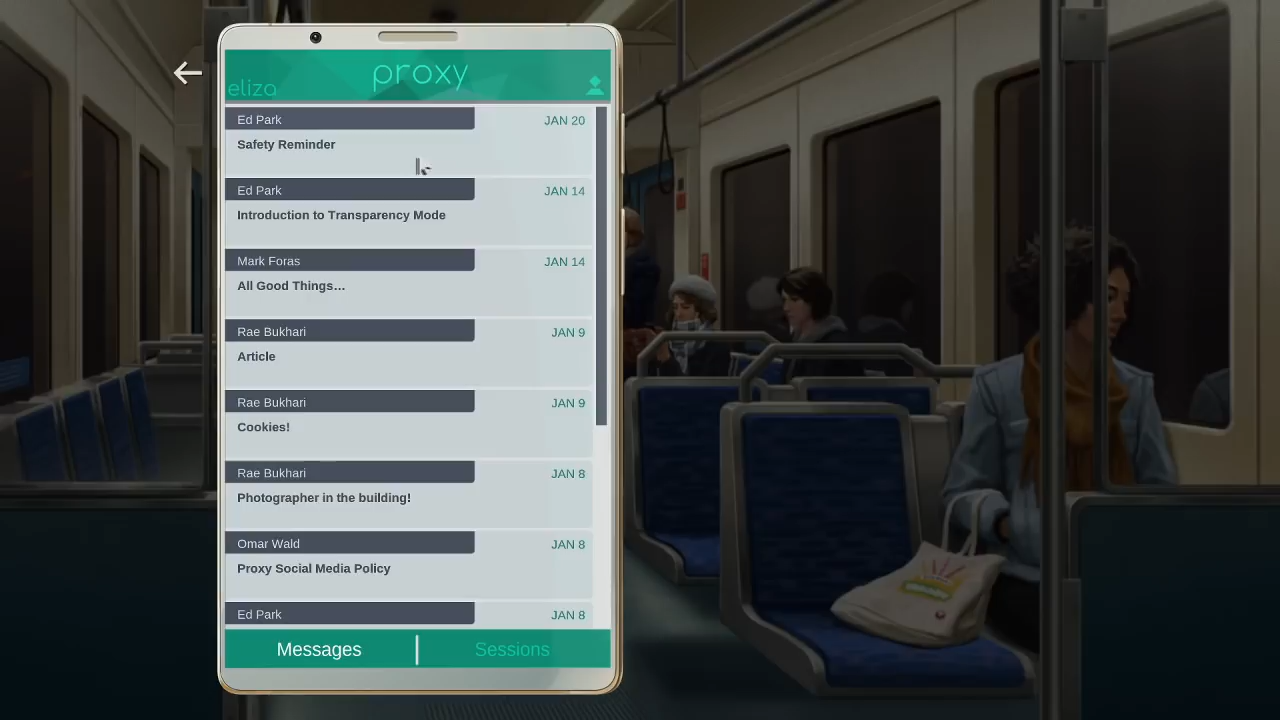 proxy
eliza
Ed Park
JAN 20
Safety Reminder
Ed Park
JAN 14
Introduction to Transparency Mode
Mark Foras
JAN 14
All Good Things...
Rae Bukhari
JAN 9
Article
Rae Bukhari
JAN 9
Cookies!
Rae Bukhari
JAN 8
Photographer in the building!
Omar Wald
JAN 8
Proxy Social Media Policy
Ed Park
JAN 8
Messages
Sessions